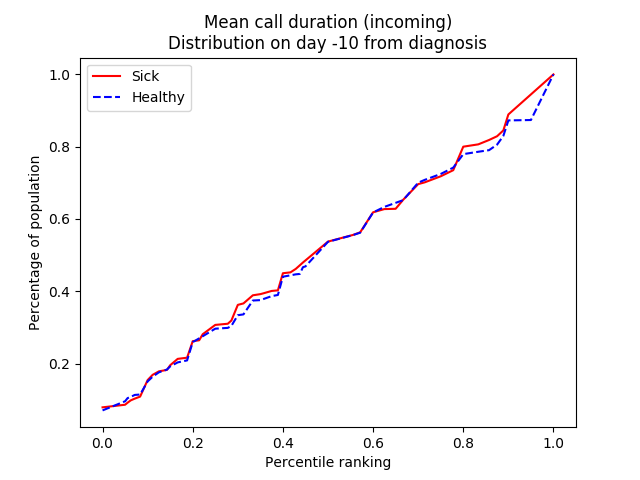 Mean call duration (incoming)
Distribution on day -10 from diagnosis
Sick
Healthy
1.0
0.8
0.6
0.4
0.2
Percentage of population
0.0 0.2 0.4 0.6 0.8 1.0
Percentile ranking